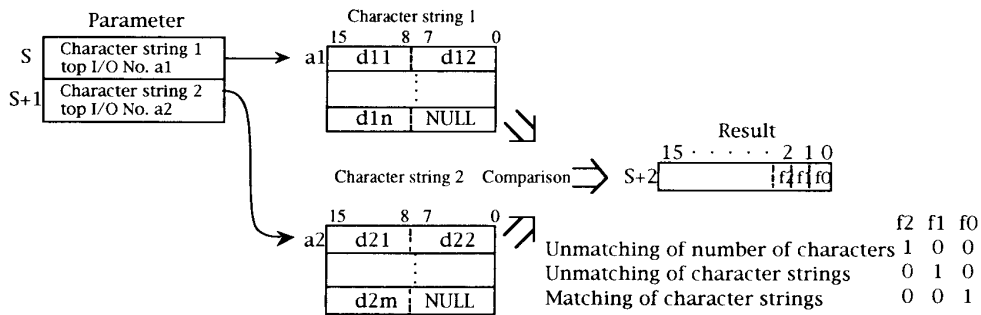 Parameter
S
Character string 1
top I/O No. a1
S+1
Character string 2
top I/O No. a2
Character string 1
15 8 7 0
a1 d11 d12
d1n NULL
Character string 2
15 8 7 0
a2 d21 d22
d2m NULL
Comparison
Result
15 · · · · · 2 1 0
S+2 f2 f1 f0
f2 f1 f0
Unmatching of number of characters 1 0 0
Unmatching of character strings 0 1 0
Matching of character strings 0 0 1